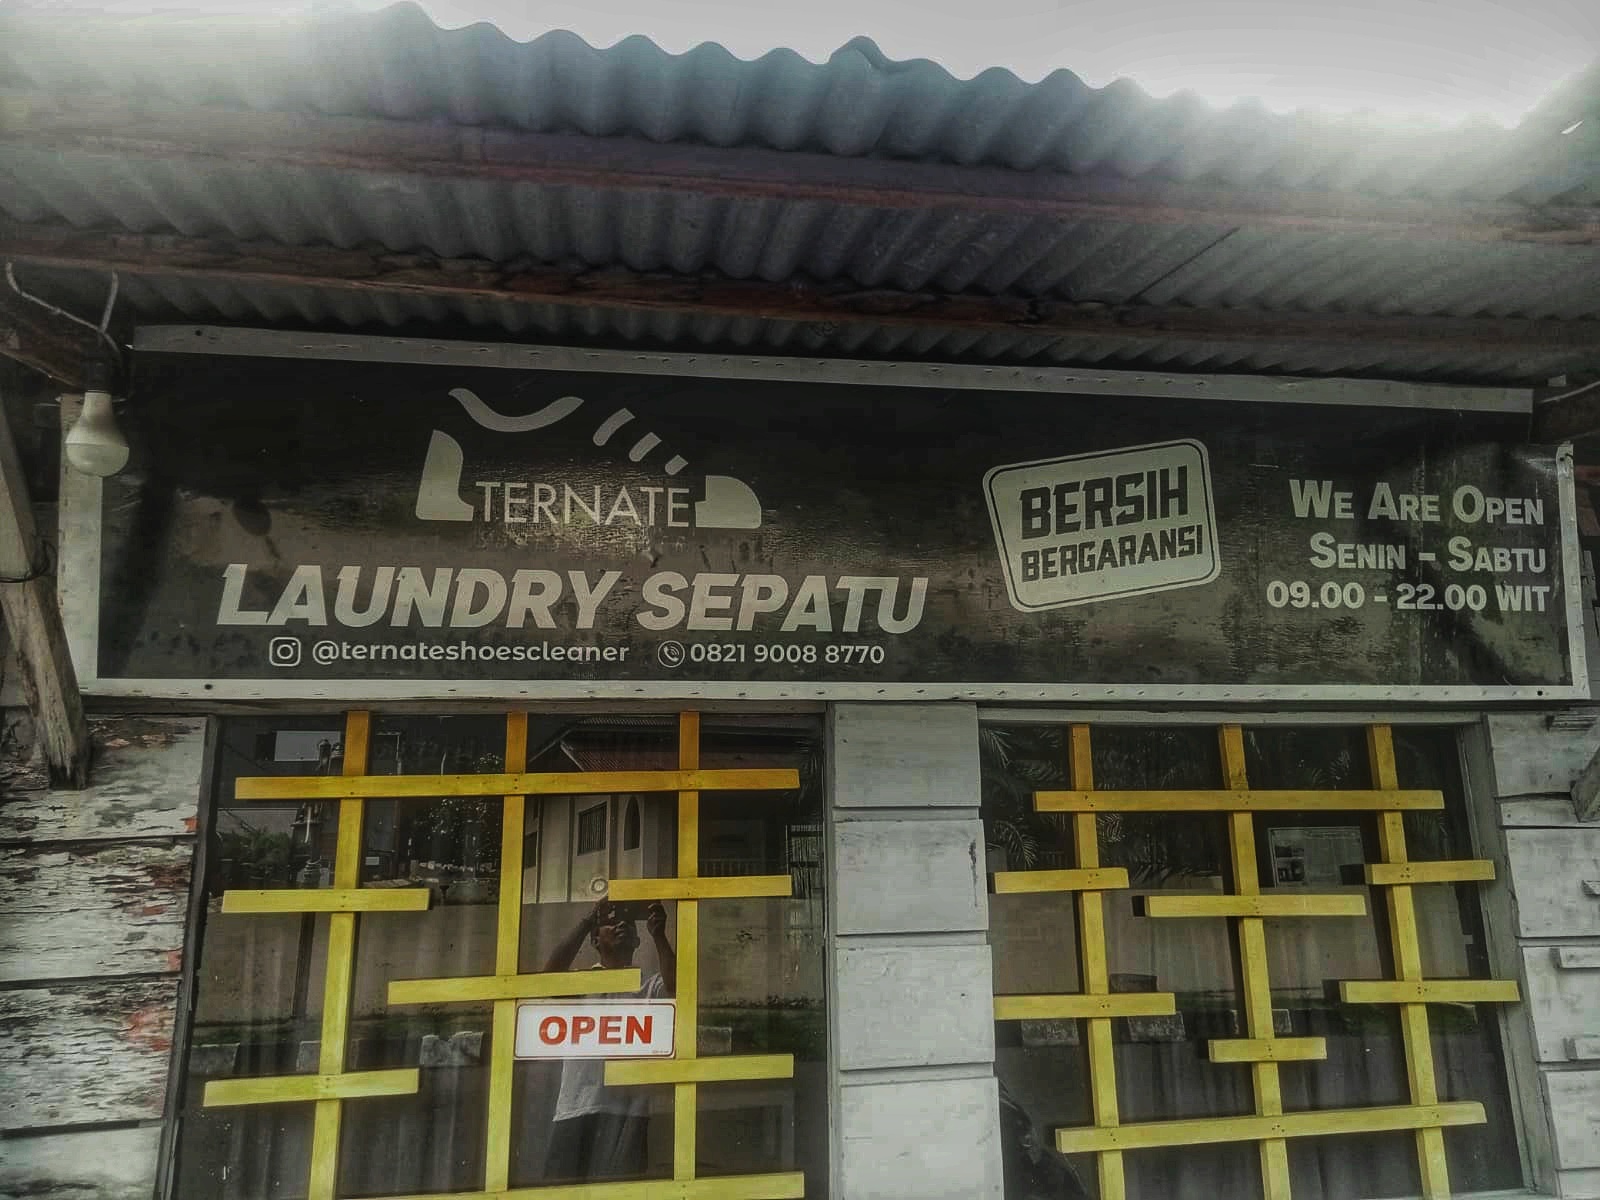 TERNATE
LAUNDRY SEPATU
@ternateshoescleaner 0821 9008 8770
BERSIH
BERGARANSI
WE ARE OPEN
SENIN - SABTU
09.00 - 22.00 WIT
OPEN